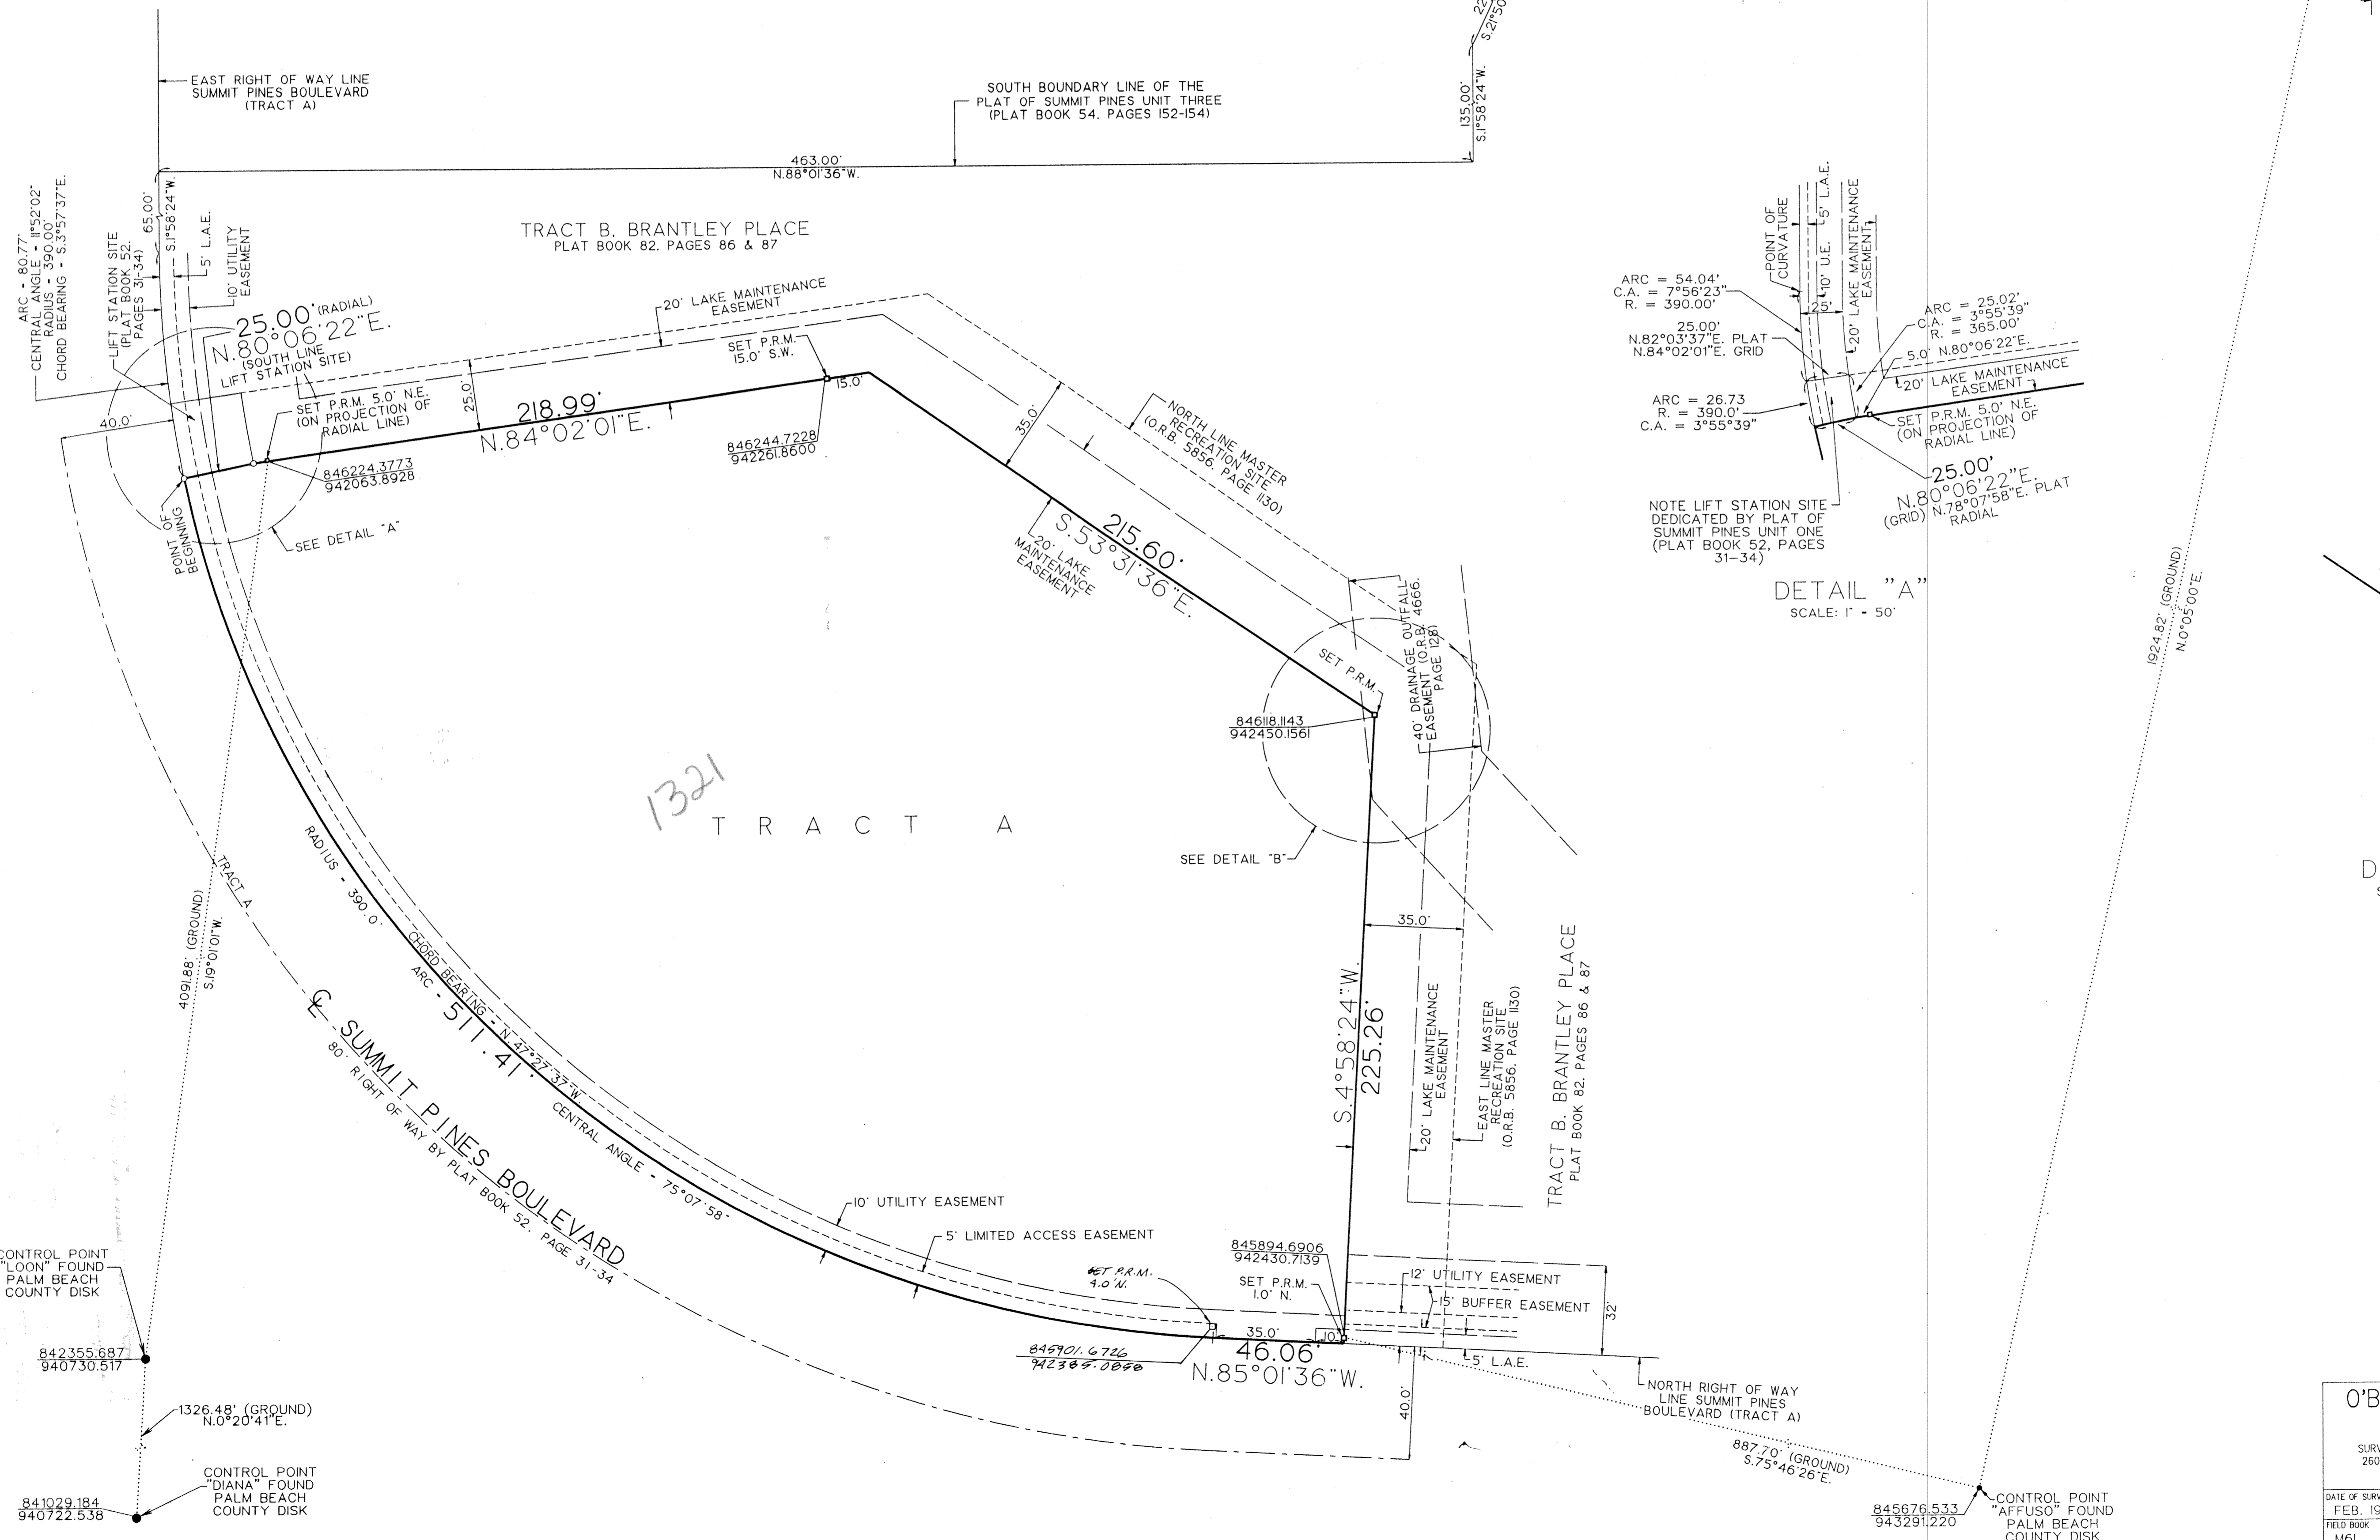 EAST RIGHT OF WAY LINE
SUMMIT PINES BOULEVARD
(TRACT A)
SOUTH BOUNDARY LINE OF THE
PLAT OF SUMMIT PINES UNIT THREE
(PLAT BOOK 54. PAGES 152-154)
135.00'
S.1°58'24"W.
463.00'
N.88°01'36"W.
ARC - 80.77'
CENTRAL ANGLE - 11°52'02"
RADIUS - 390.00'
CHORD BEARING - S.3°57'37"E.
65.00'
S.1°58'24"W.
LIFT STATION SITE
(PLAT BOOK 52.
PAGES 31-34)
5' L.A.E.
10' UTILITY
EASEMENT
TRACT B. BRANTLEY PLACE
PLAT BOOK 82. PAGES 86 & 87
25.00' (RADIAL)
N.80°06'22"E.
(SOUTH LINE
LIFT STATION SITE)
20' LAKE MAINTENANCE
EASEMENT
SET P.R.M.
15.0' S.W.
15.0'
SET P.R.M. 5.0' N.E.
(ON PROJECTION OF
RADIAL LINE)
25.0'
218.99'
N.84°02'01"E.
40.0'
846224.3773
942063.8928
846244.7228
942261.8600
POINT OF
BEGINNING
SEE DETAIL "A"
35.0'
NORTH LINE MASTER
RECREATION SITE
(O.R.B. 5856. PAGE 1130)
215.60'
S.53°31'36"E.
20' LAKE
MAINTENANCE
EASEMENT
40' DRAINAGE OUTFALL
EASEMENT (O.R.B. 4666.
PAGE 128)
SET P.R.M.
846118.1143
942450.1561
SEE DETAIL "B"
1321
TRACT A
POINT OF
CURVATURE
5' L.A.E.
10' U.E.
25'
20' LAKE MAINTENANCE
EASEMENT
ARC = 54.04'
C.A. = 7°56'23"
R. = 390.00'
25.00'
N.82°03'37"E. PLAT
N.84°02'01"E. GRID
ARC = 25.02'
C.A. = 3°55'39"
R. = 365.00'
5.0' N.80°06'22"E.
20' LAKE MAINTENANCE
EASEMENT
ARC = 26.73
R. = 390.0'
C.A. = 3°55'39"
SET P.R.M. 5.0' N.E.
(ON PROJECTION OF
RADIAL LINE)
25.00'
N.80°06'22"E.
(GRID) N.78°07'58"E. PLAT
RADIAL
NOTE LIFT STATION SITE
DEDICATED BY PLAT OF
SUMMIT PINES UNIT ONE
(PLAT BOOK 52, PAGES
31-34)
DETAIL "A"
SCALE: 1" - 50'
1924.82' (GROUND)
N.0°05'00"E.
RADIUS - 390.0'
TRACT A
4091.88' (GROUND)
S.19°01'01"W.
CHORD BEARING - N.47°27'37"W.
ARC - 511.41'
CENTRAL ANGLE - 75°07'58"
℄ SUMMIT PINES BOULEVARD
80' RIGHT OF WAY BY PLAT BOOK 52. PAGE 31-34
35.0'
S.4°58'24"W.
225.26'
20' LAKE MAINTENANCE
EASEMENT
EAST LINE MASTER
RECREATION SITE
(O.R.B. 5856. PAGE 1130)
TRACT B. BRANTLEY PLACE
PLAT BOOK 82. PAGES 86 & 87
10' UTILITY EASEMENT
5' LIMITED ACCESS EASEMENT
845894.6906
942430.7139
SET P.R.M.
1.0' N.
SET P.R.M.
4.0' N.
12' UTILITY EASEMENT
15' BUFFER EASEMENT
32'
35.0'
10'
46.06'
N.85°01'36"W.
845901.6726
5' L.A.E.
40.0'
NORTH RIGHT OF WAY
LINE SUMMIT PINES
BOULEVARD (TRACT A)
887.70' (GROUND)
S.75°46'26"E.
CONTROL POINT
"LOON" FOUND
PALM BEACH
COUNTY DISK
842355.687
940730.517
1326.48' (GROUND)
N.0°20'41"E.
CONTROL POINT
"DIANA" FOUND
PALM BEACH
COUNTY DISK
841029.184
940722.538
845676.533
943291.220
CONTROL POINT
"AFFUSO" FOUND
PALM BEACH
COUNTY DISK
O'B
SURV
260
DATE OF SURV
FEB. 19
FIELD BOOK
M61